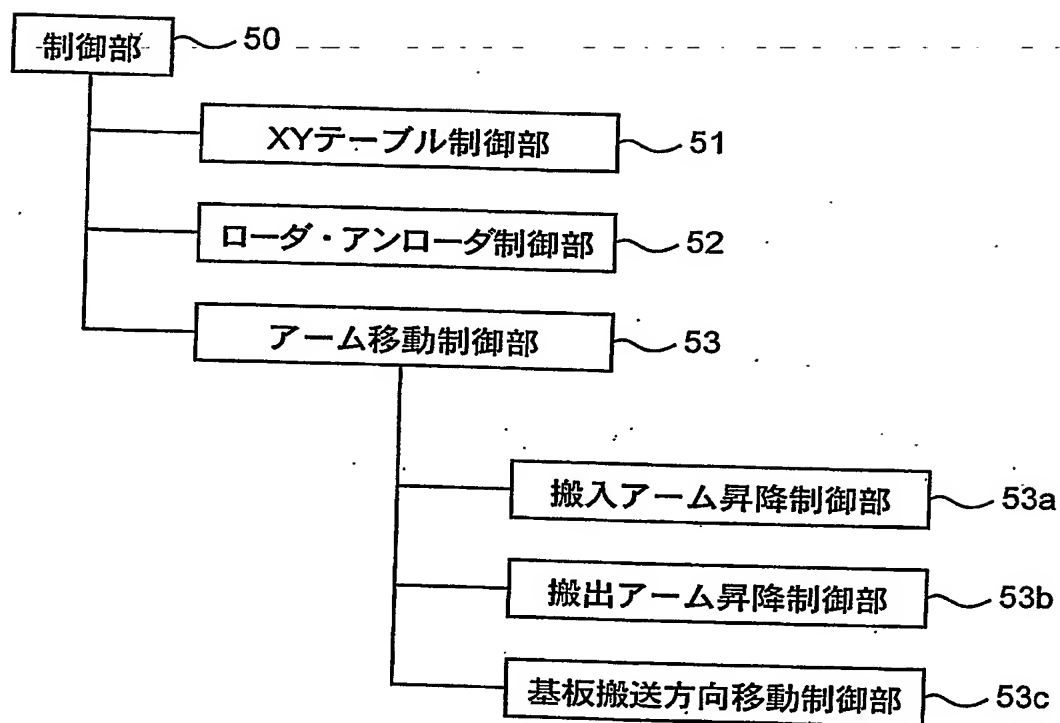 制御部 50
XYテーブル制御部 51
ローダ・アンローダ制御部 52
アーム移動制御部 53
搬入アーム昇降制御部 53a
搬出アーム昇降制御部 53b
基板搬送方向移動制御部 53c